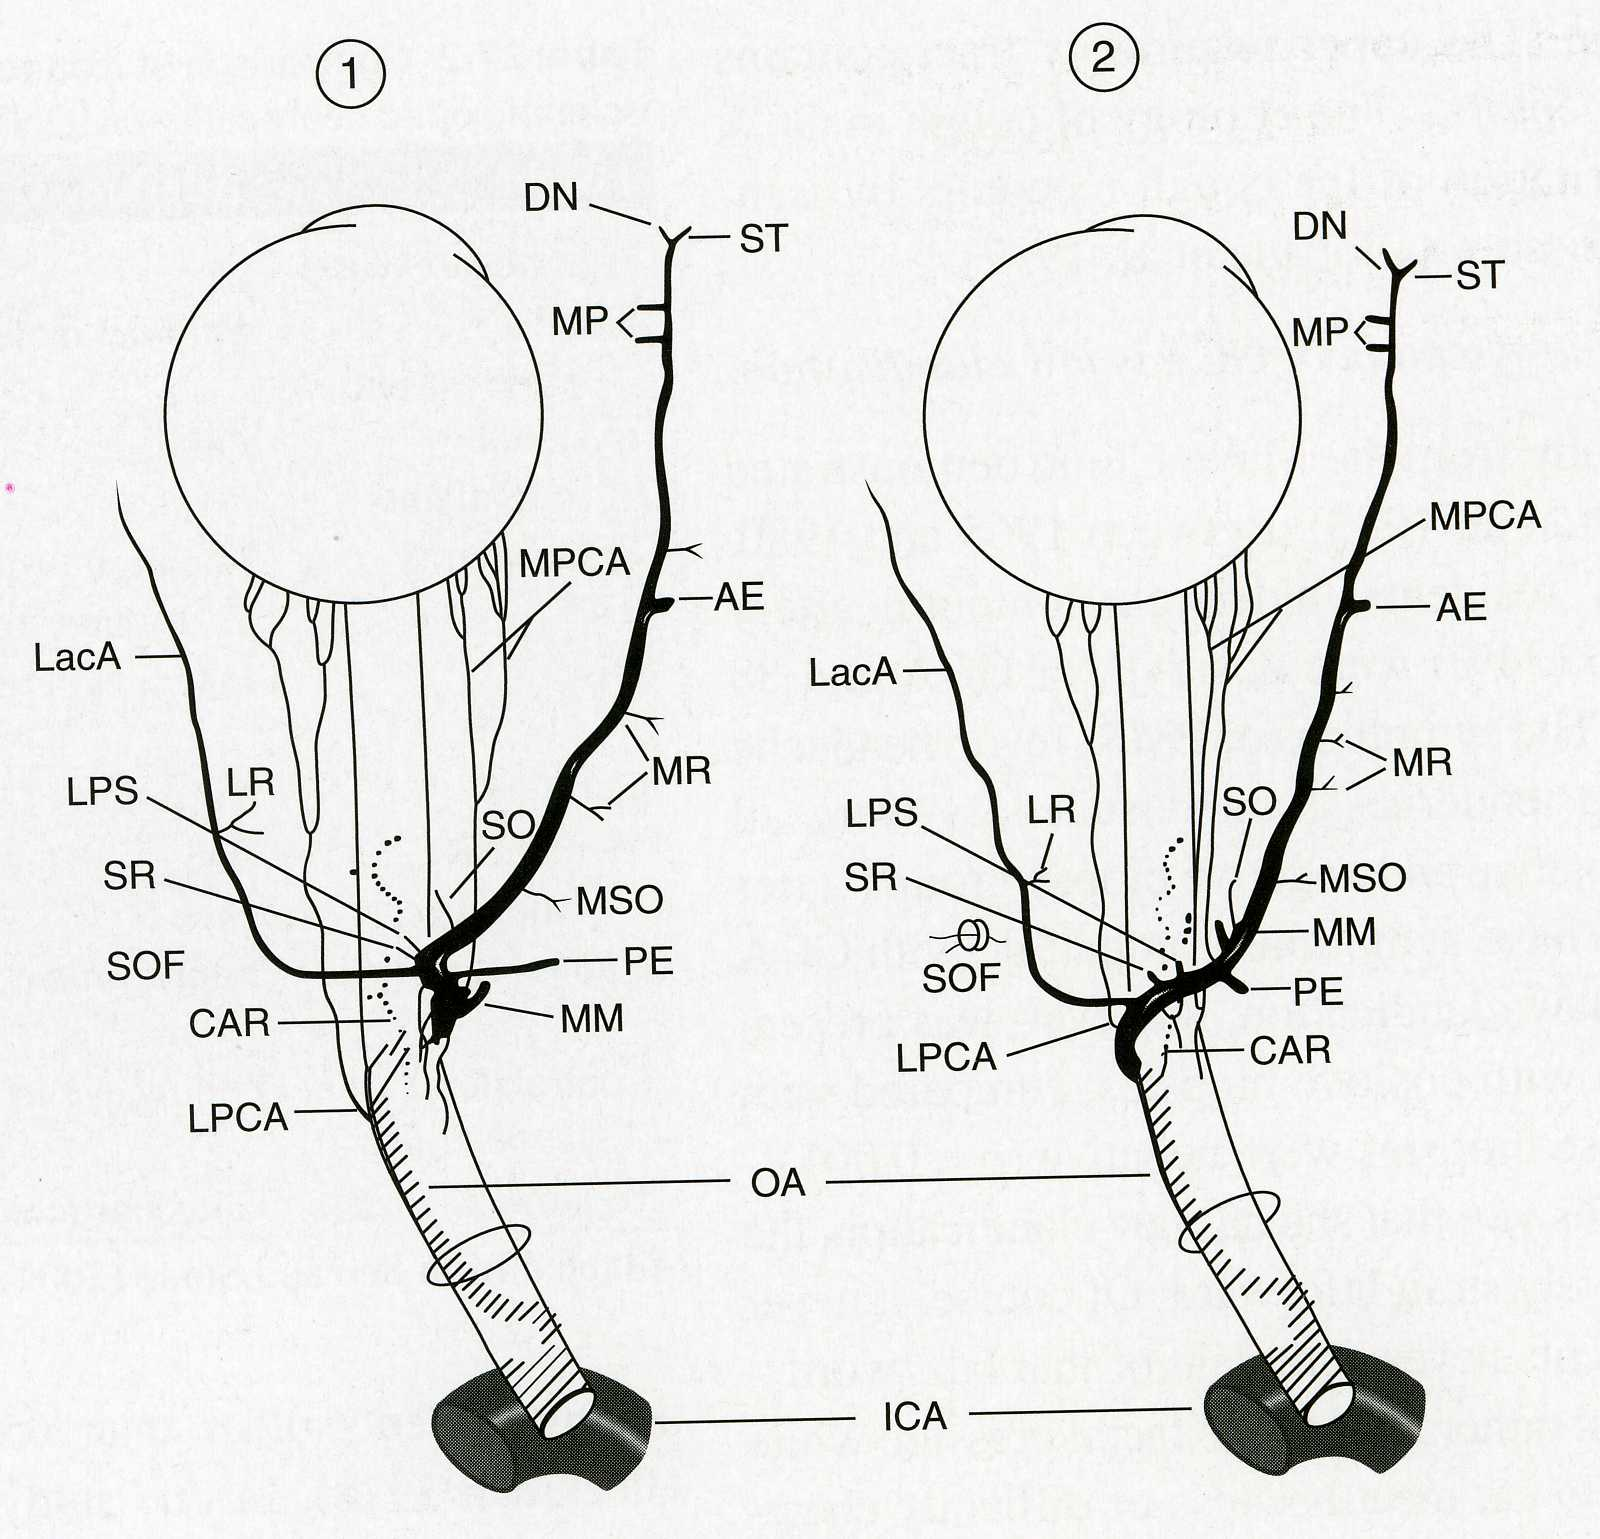 1
DN
ST
MP
MPCA
AE
LacA
LPS
LR
MR
SO
SR
MSO
SOF
PE
CAR
MM
LPCA
OA
ICA
2
DN
ST
MP
MPCA
AE
LacA
MR
LPS
LR
SO
SR
MSO
MM
SOF
PE
LPCA
CAR